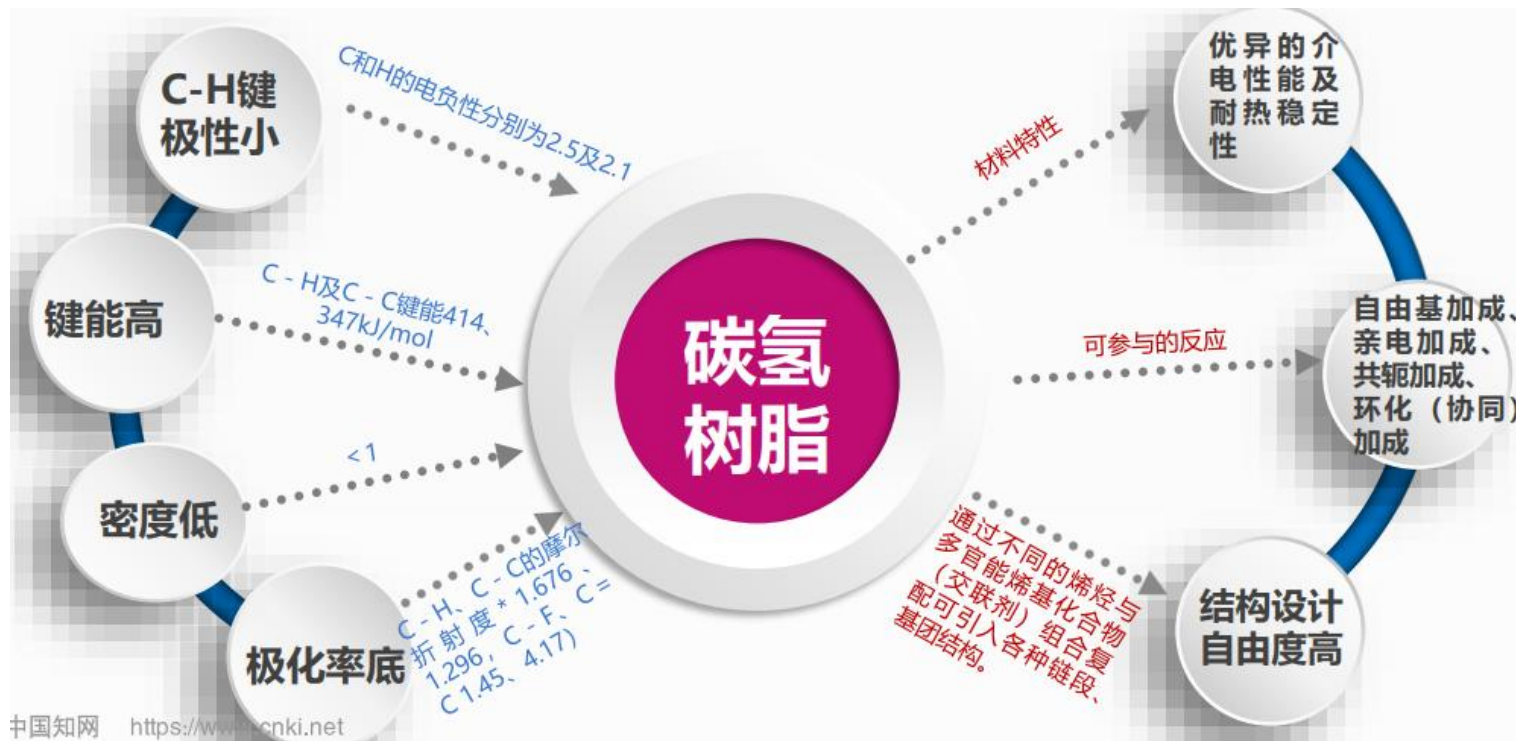 C-H键
极性小
C和H的电负性分别为2.5及2.1
键能高
C - H及C - C键能414、
347kJ/mol
密度低
<1
极化率底
C - H、C - C的摩尔
折射度 * 1.676 、
1.296，C - F、C =
C 1.45、4.17)
碳氢
树脂
材料特性
优异的介
电性能及
耐热稳定
性
可参与的反应
自由基加成、
亲电加成、
共轭加成、
环化（协同）
加成
通过不同的烯烃与
多官能烯基化合物
（交联剂）组合复
配可引入各种链段、
基团结构。
结构设计
自由度高
中国知网 https://www.cnki.net